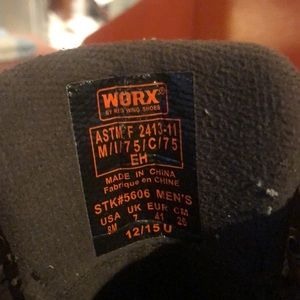 WORX®
BY RED WING SHOES
ASTM F 2413-11
M/I/75/C/75
EH
MADE IN CHINA
Fabriqué en CHINE
STK#5606 MEN'S
USA UK EUR CM
8M 7 41 26
12/15 U